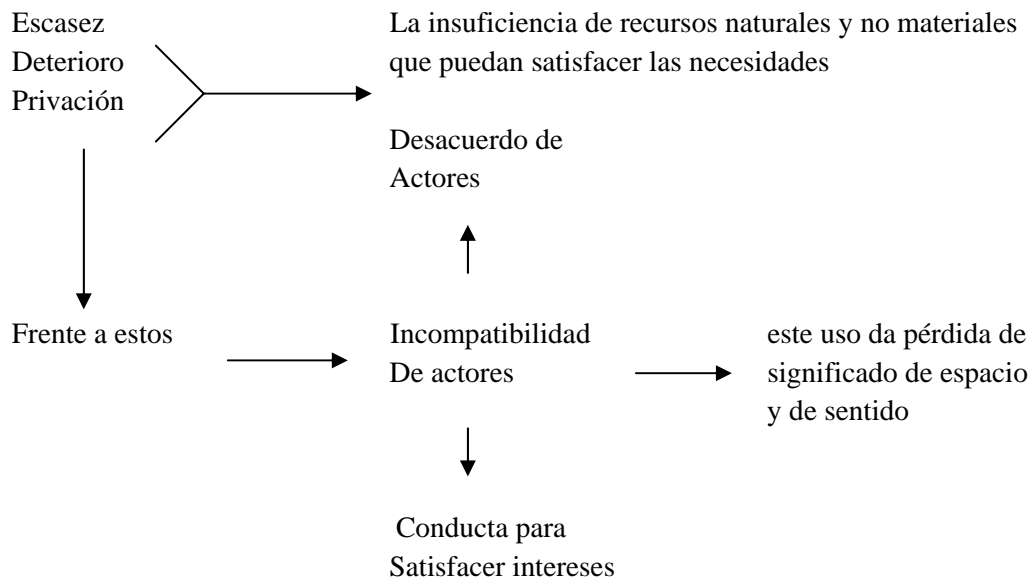 Escasez
Deterioro
Privación
La insuficiencia de recursos naturales y no materiales
que puedan satisfacer las necesidades
Desacuerdo de
Actores
Frente a estos
Incompatibilidad
De actores
este uso da pérdida de
significado de espacio
y de sentido
Conducta para
Satisfacer intereses